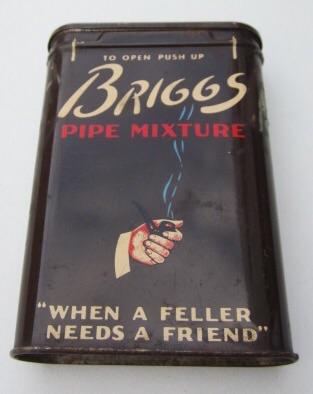 TO OPEN PUSH UP
BRIGGS
PIPE MIXTURE
"WHEN A FELLER
NEEDS A FRIEND"